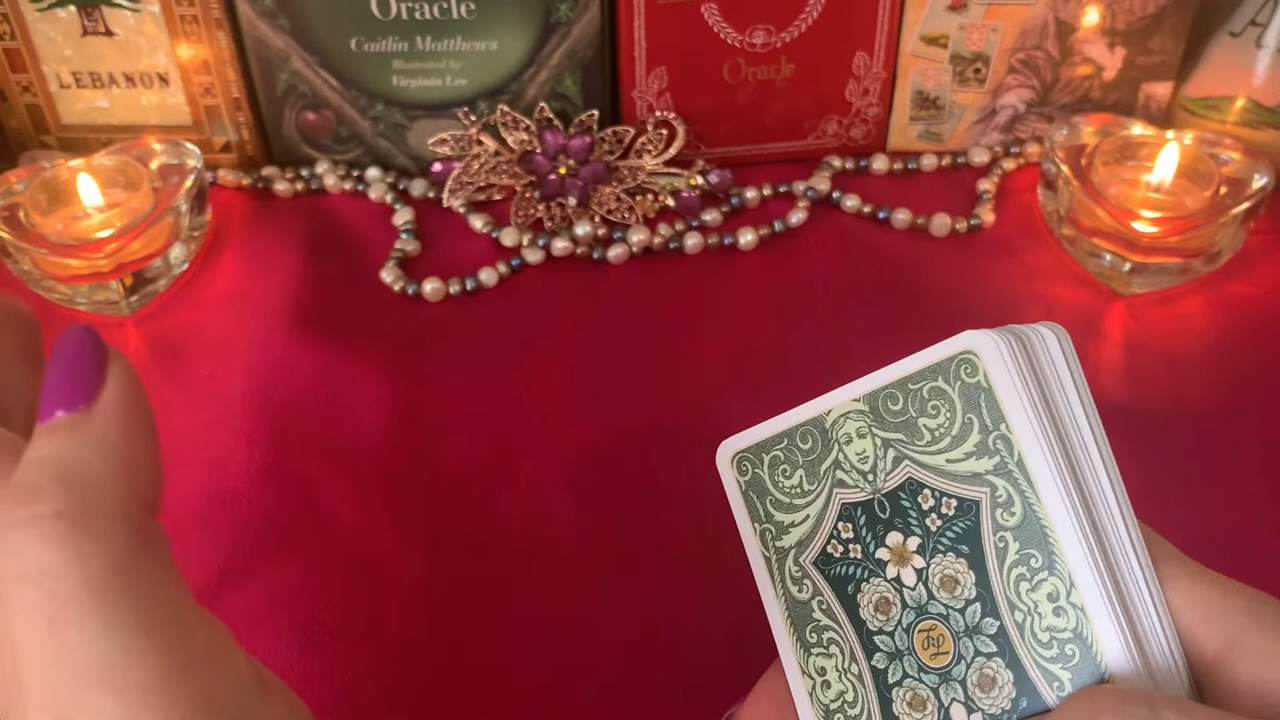 LEBANON
Oracle
Caitlín Matthews
Illustrated by
Virginia Lee
Oracle